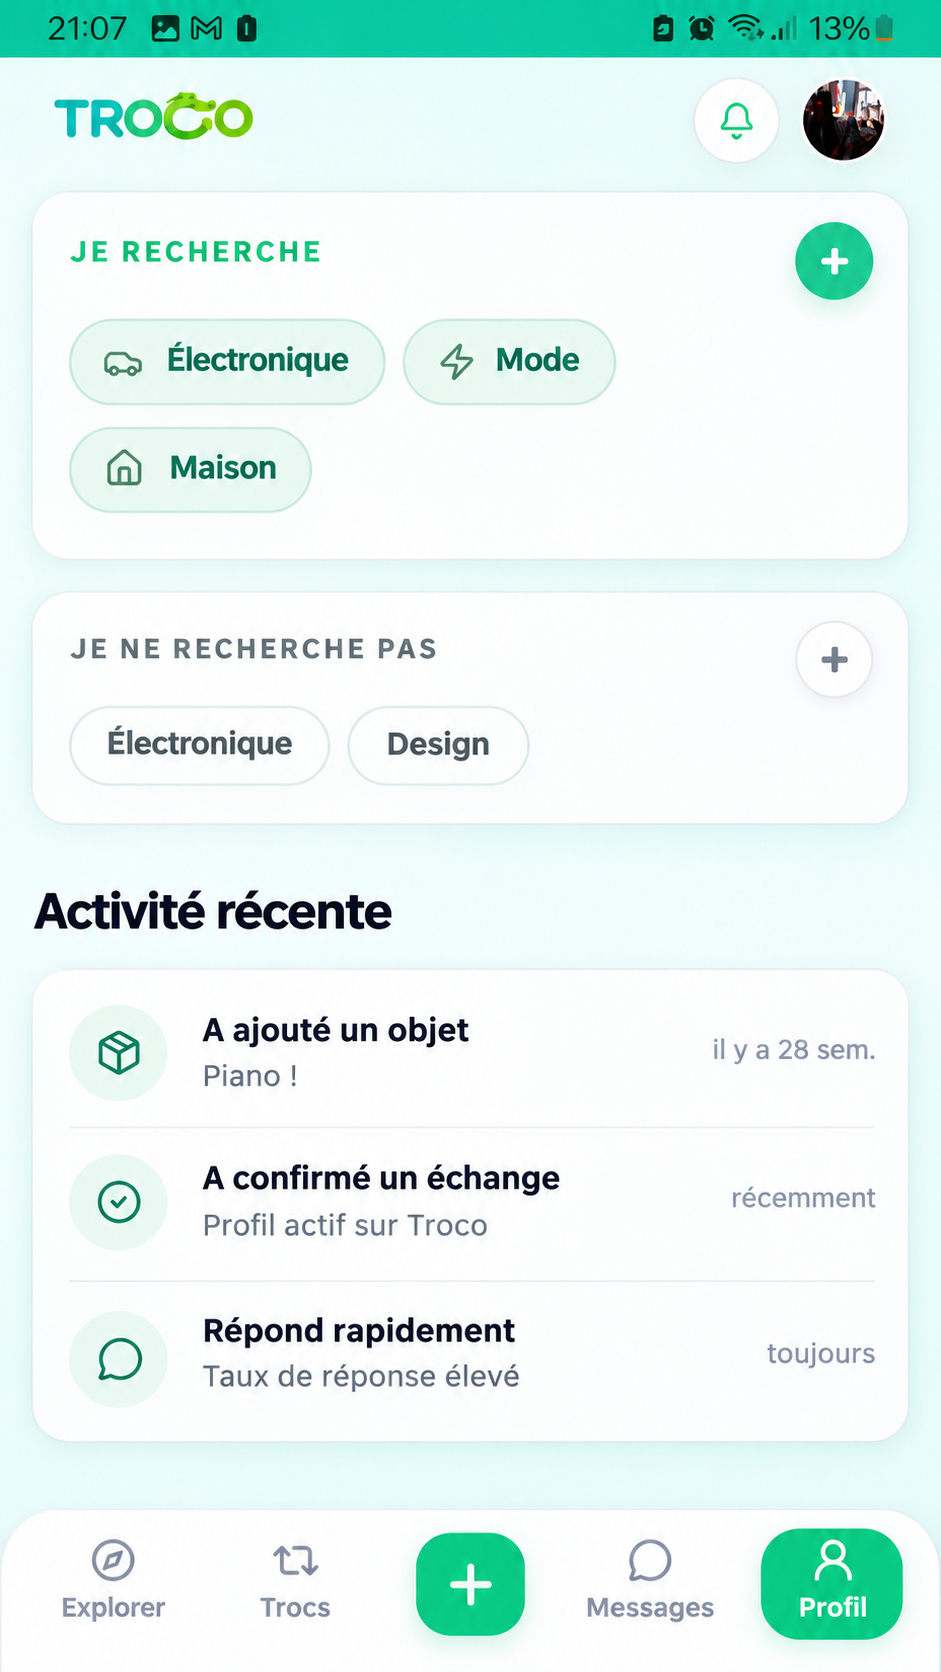 21:07 13%
TROCO
JE RECHERCHE
Électronique Mode
Maison
JE NE RECHERCHE PAS
Électronique Design
Activité récente
A ajouté un objet
Piano !
il y a 28 sem.
A confirmé un échange
Profil actif sur Troco
récemment
Répond rapidement
Taux de réponse élevé
toujours
Explorer Trocs Messages Profil